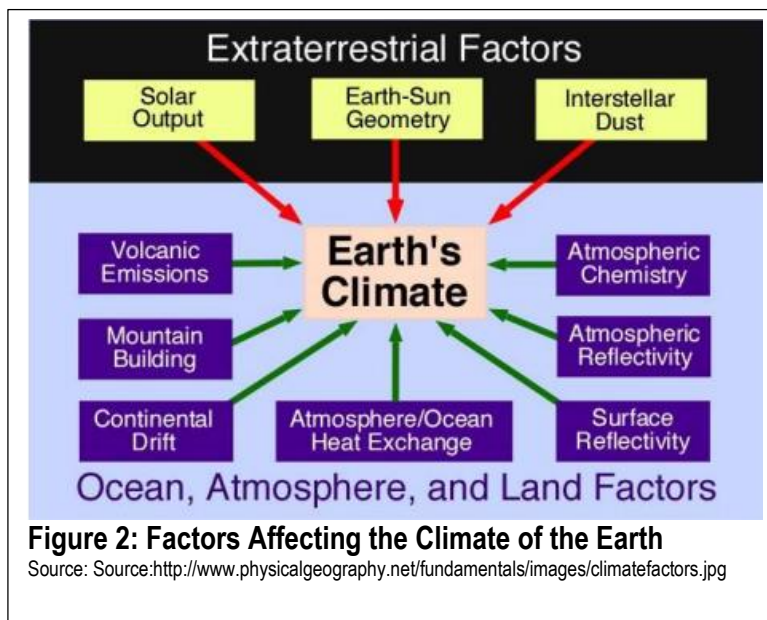 Extraterrestrial Factors
Solar
Output
Earth-Sun
Geometry
Interstellar
Dust
Earth's
Climate
Volcanic
Emissions
Atmospheric
Chemistry
Mountain
Building
Atmospheric
Reflectivity
Continental
Drift
Atmosphere/Ocean
Heat Exchange
Surface
Reflectivity
Ocean, Atmosphere, and Land Factors
Figure 2: Factors Affecting the Climate of the Earth
Source: Source:http://www.physicalgeography.net/fundamentals/images/climatefactors.jpg